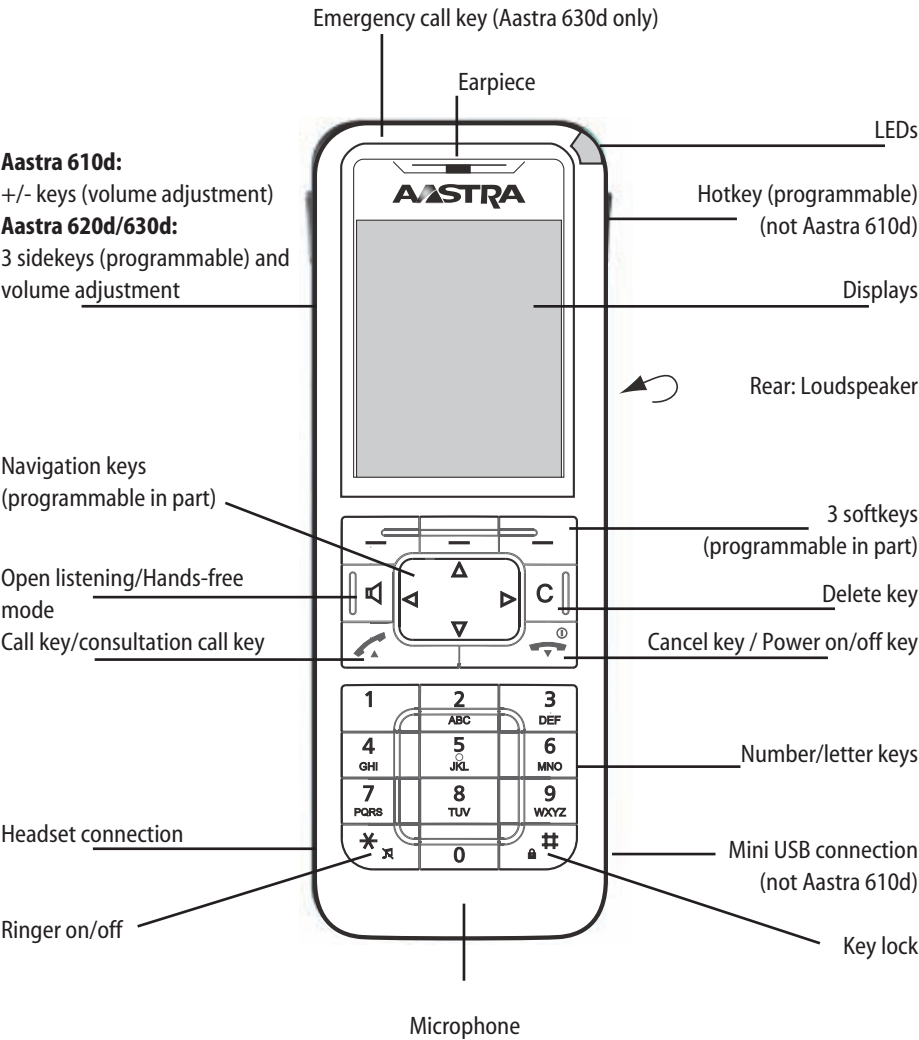 Emergency call key (Aastra 630d only)
Earpiece
LEDs
Aastra 610d:
+/- keys (volume adjustment)
Aastra 620d/630d:
3 sidekeys (programmable) and
volume adjustment
AASTRA
Hotkey (programmable)
(not Aastra 610d)
Displays
Rear: Loudspeaker
Navigation keys
(programmable in part)
3 softkeys
(programmable in part)
Open listening/Hands-free
mode
C
Delete key
Call key/consultation call key
Cancel key / Power on/off key
1 2 3
ABC DEF
4 5 6
GHI JKL MNO
Number/letter keys
7 8 9
PQRS TUV WXYZ
* 0 #
Headset connection
Mini USB connection
(not Aastra 610d)
Ringer on/off
Key lock
Microphone